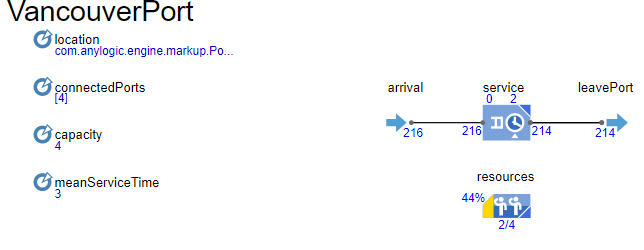 VancouverPort
location
com.anylogic.engine.markup.Po...
connectedPorts
[4]
capacity
4
meanServiceTime
3
arrival
service
leavePort
0 2
216
216
214
214
resources
44%
2/4